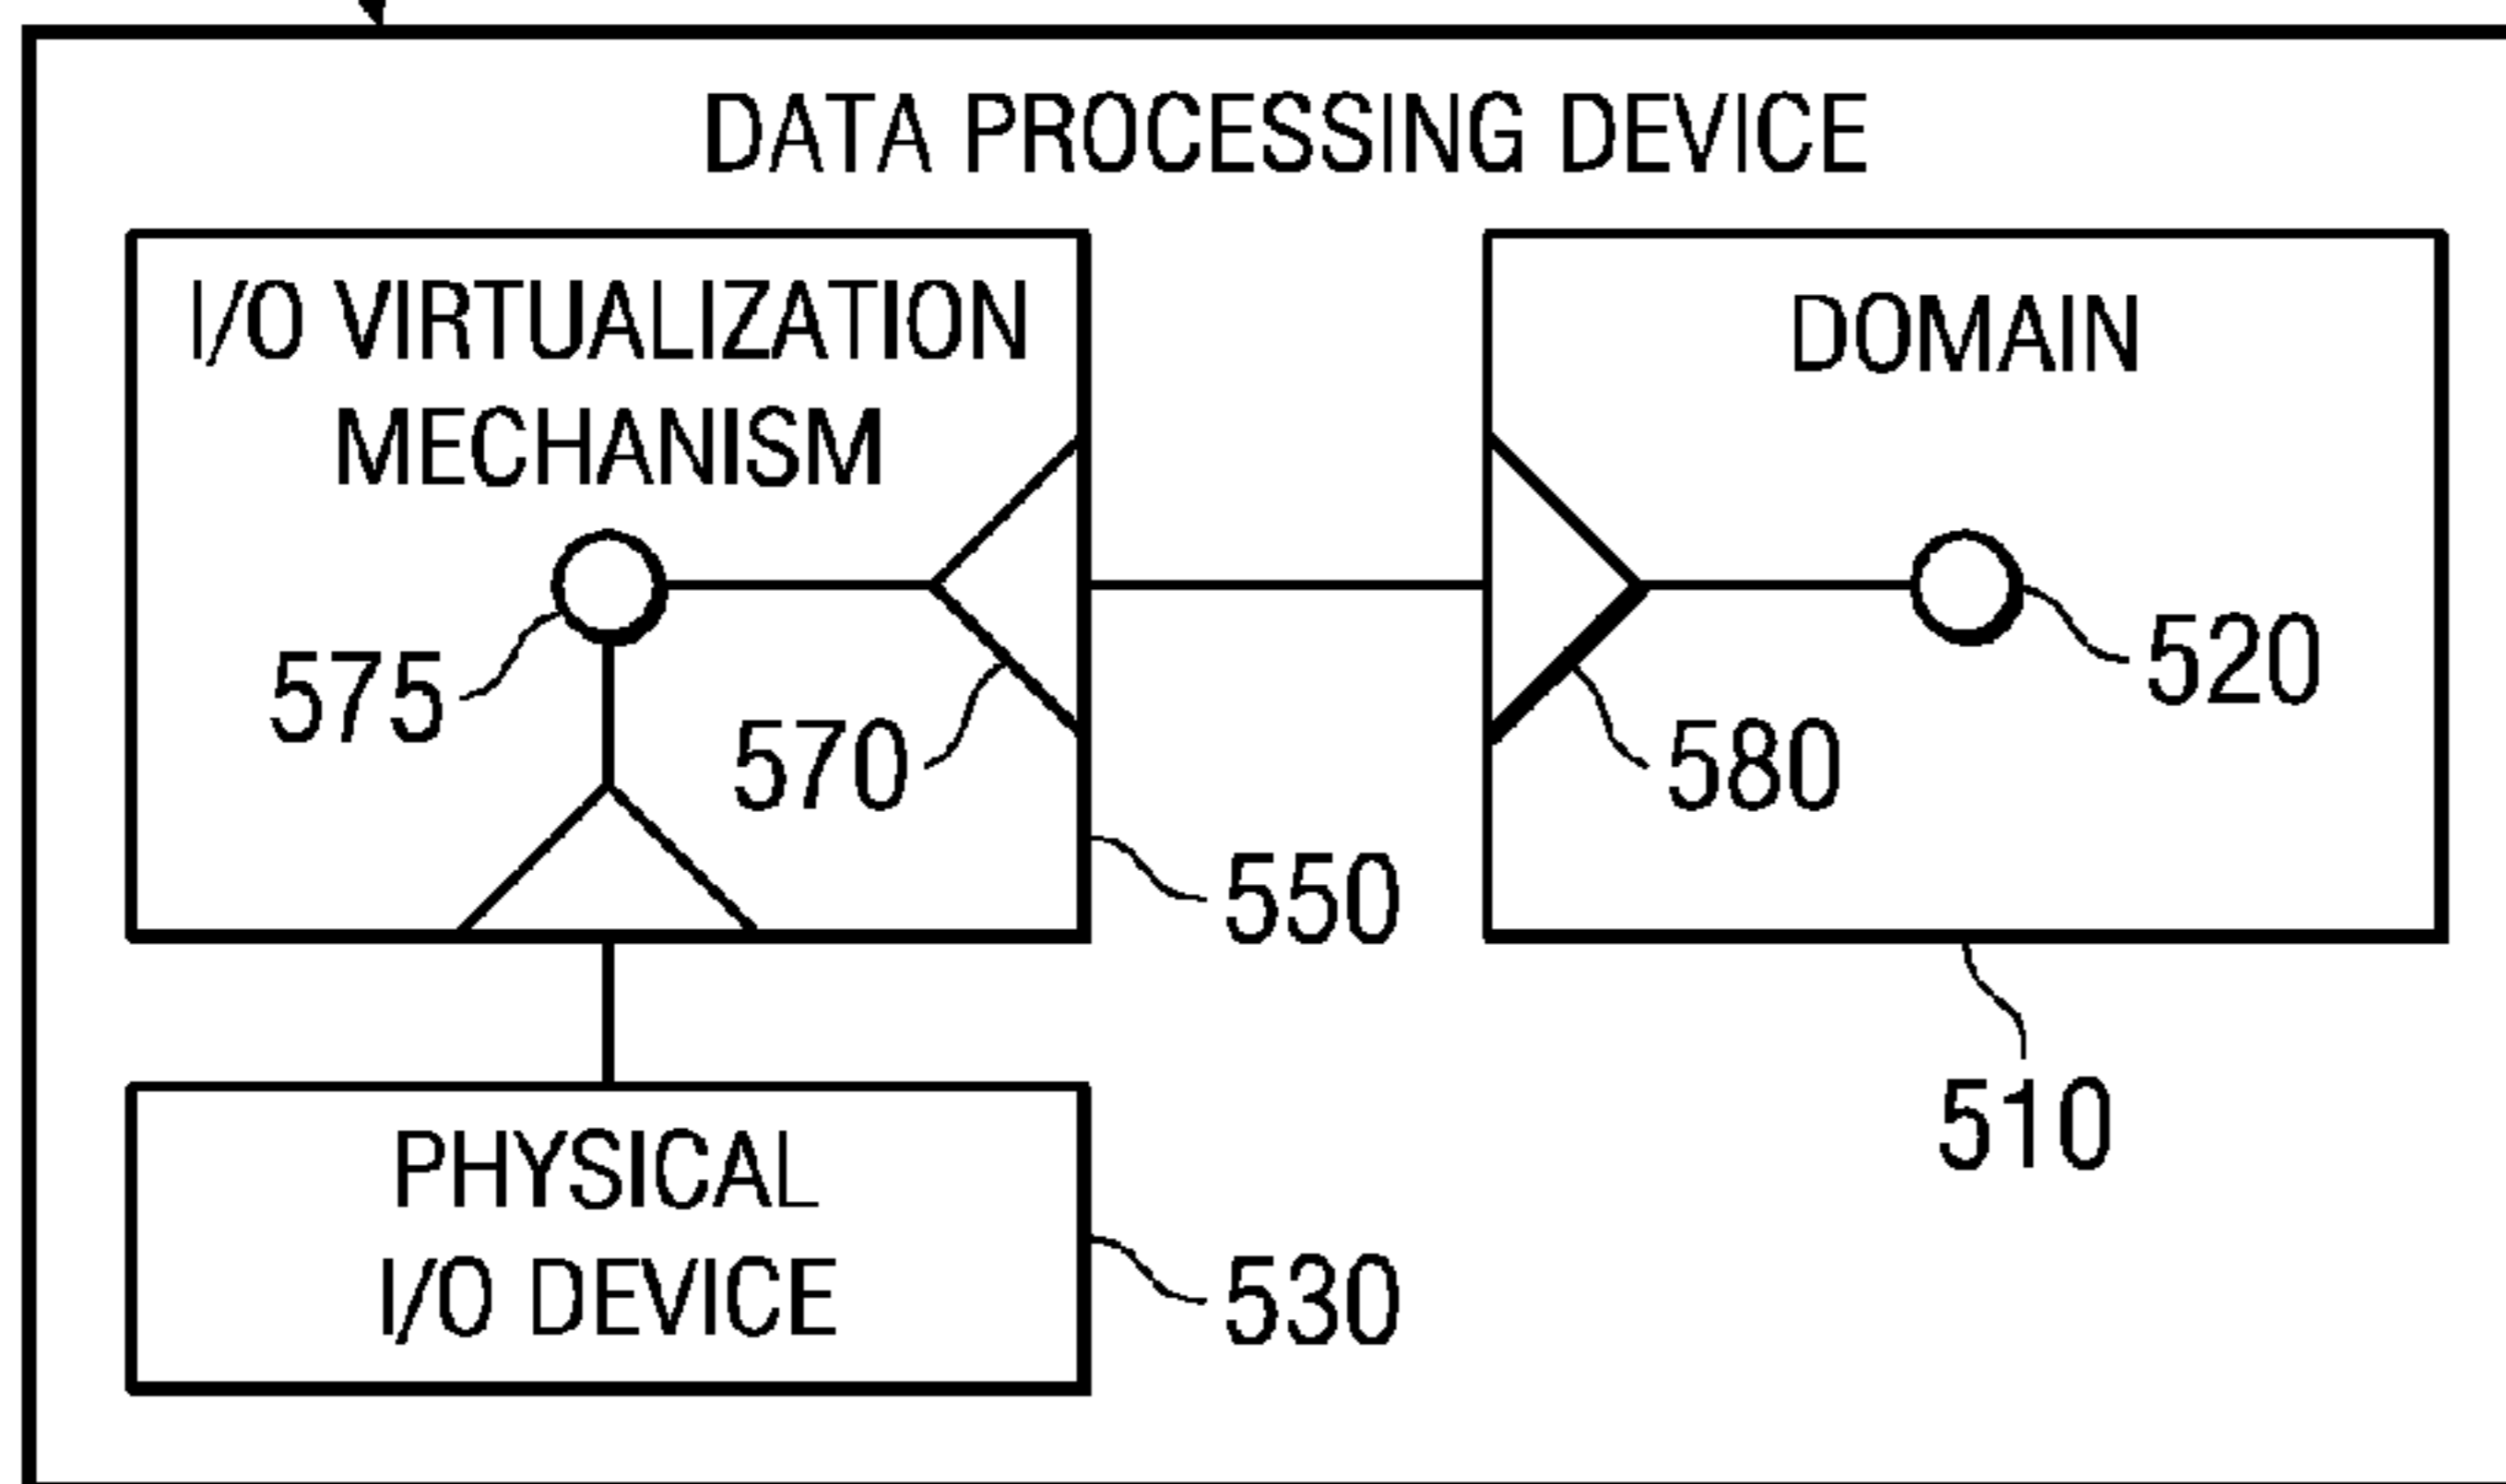 DATA PROCESSING DEVICE
I/O VIRTUALIZATION
MECHANISM
DOMAIN
575
570
580
520
550
510
PHYSICAL
I/O DEVICE
530